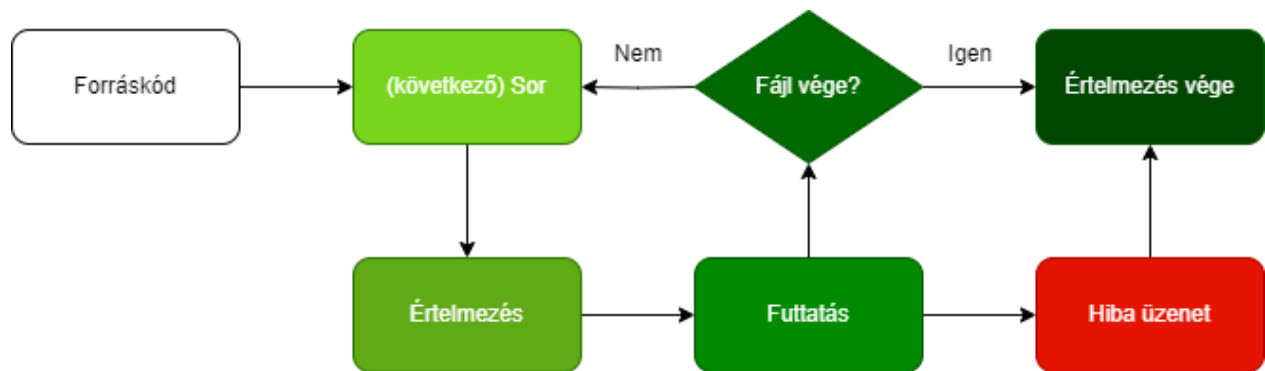 Forráskód
(következő) Sor
Nem
Fájl vége?
Igen
Értelmezés vége
Értelmezés
Futtatás
Hiba üzenet